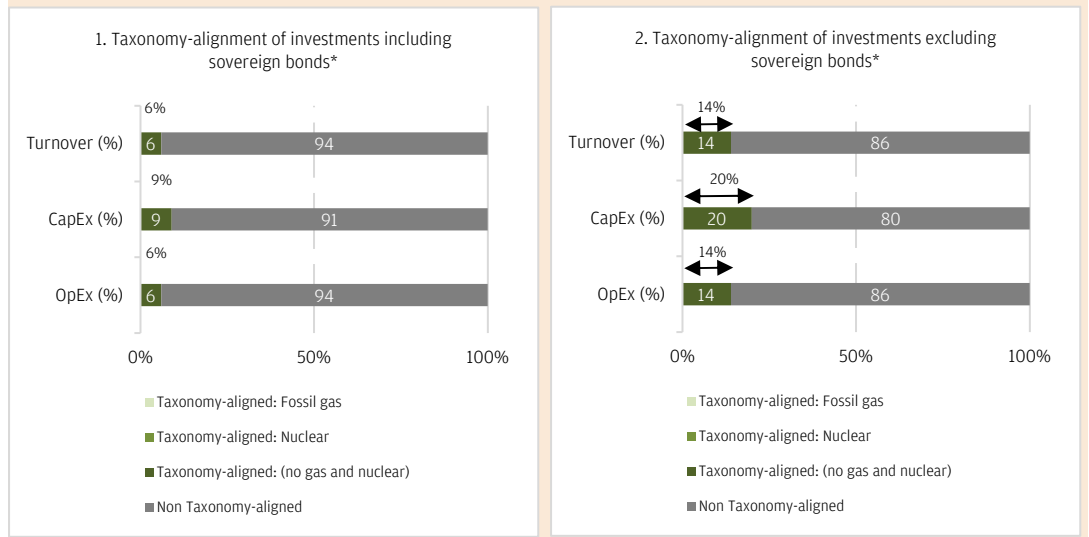 1. Taxonomy-alignment of investments including
sovereign bonds*
6%
Turnover (%)
6
94
9%
CapEx (%)
9
91
6%
OpEx (%)
6
94
0%
50%
100%
Taxonomy-aligned: Fossil gas
Taxonomy-aligned: Nuclear
Taxonomy-aligned: (no gas and nuclear)
Non Taxonomy-aligned
2. Taxonomy-alignment of investments excluding
sovereign bonds*
14%
Turnover (%)
14
86
20%
CapEx (%)
20
80
14%
OpEx (%)
14
86
0%
50%
100%
Taxonomy-aligned: Fossil gas
Taxonomy-aligned: Nuclear
Taxonomy-aligned: (no gas and nuclear)
Non Taxonomy-aligned